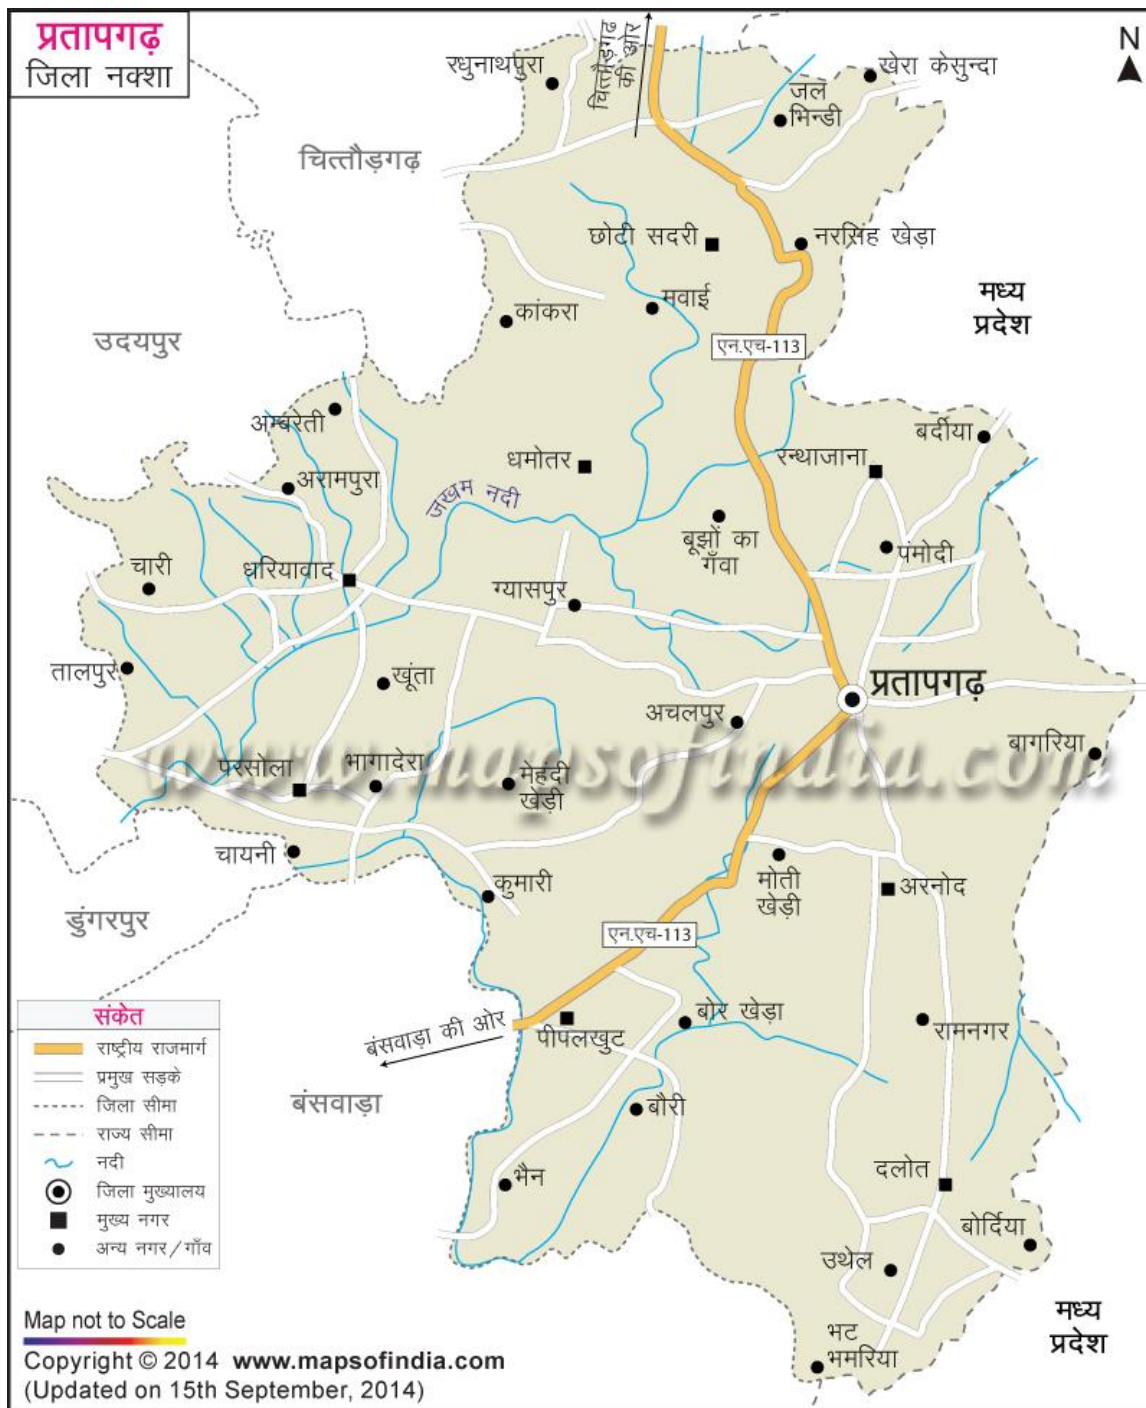 प्रतापगढ़
जिला नक्शा
N
रधुनाथपुरा
चित्तौड़गढ़
की ओर
खेरा केसुन्दा
जल
भिन्डी
चित्तौड़गढ़
छोटी सदरी
नरसिंह खेड़ा
मध्य
प्रदेश
मवाई
कांकरा
उदयपुर
एन.एच-113
अम्बरेती
बर्दीया
धमोतर
रन्थाजाना
अरामपुरा
जखम नदी
बूझों का
गँवा
पंमोदी
चारी
धरियावाद
ग्यासपुर
तालपुर
खूंता
प्रतापगढ़
अचलपुर
बागरिया
www.mapsofindia.com
परसोला
भागादेरा
मेहंदी
खेड़ी
चायनी
मोती
खेड़ी
कुमारी
अरनोद
डुंगरपुर
एन.एच-113
बंसवाड़ा की ओर
पीपलखुट
बोर खेड़ा
रामनगर
बंसवाड़ा
बौरी
भैन
दलोत
बोर्दिया
उथेल
मध्य
प्रदेश
भट
भमरिया
संकेत
राष्ट्रीय राजमार्ग
प्रमुख सड़के
जिला सीमा
राज्य सीमा
नदी
जिला मुख्यालय
मुख्य नगर
अन्य नगर/गाँव
Map not to Scale
Copyright © 2014 www.mapsofindia.com
(Updated on 15th September, 2014)